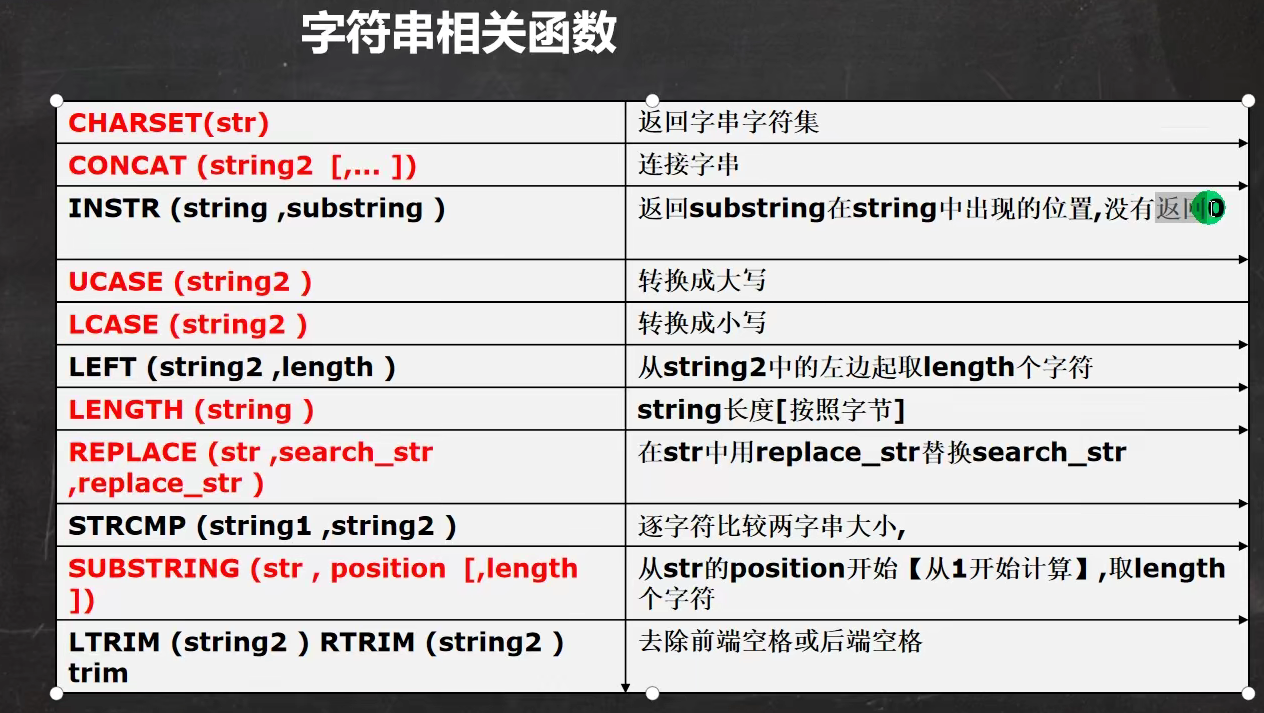 字符串相关函数
CHARSET(str)
返回字串字符集
CONCAT (string2 [,... ])
连接字串
INSTR (string ,substring )
返回substring在string中出现的位置,没有返回0
UCASE (string2 )
转换成大写
LCASE (string2 )
转换成小写
LEFT (string2 ,length )
从string2中的左边起取length个字符
LENGTH (string )
string长度[按照字节]
REPLACE (str ,search_str
,replace_str )
在str中用replace_str替换search_str
STRCMP (string1 ,string2 )
逐字符比较两字串大小,
SUBSTRING (str , position [,length
])
从str的position开始【从1开始计算】,取length
个字符
LTRIM (string2 ) RTRIM (string2 )
trim
去除前端空格或后端空格